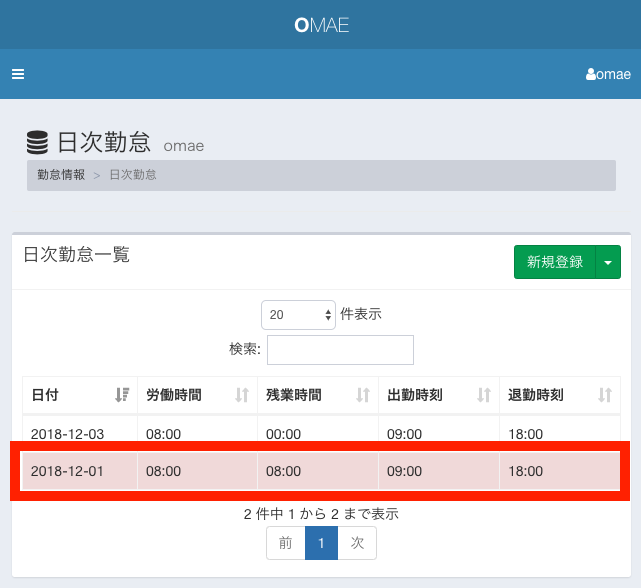 OMAE
omae
日次勤怠 omae
勤怠情報 > 日次勤怠
日次勤怠一覧
新規登録
20 件表示
検索:
日付 労働時間 残業時間 出勤時刻 退勤時刻
2018-12-03 08:00 00:00 09:00 18:00
2018-12-01 08:00 08:00 09:00 18:00
2 件中 1 から 2 まで表示
前 1 次